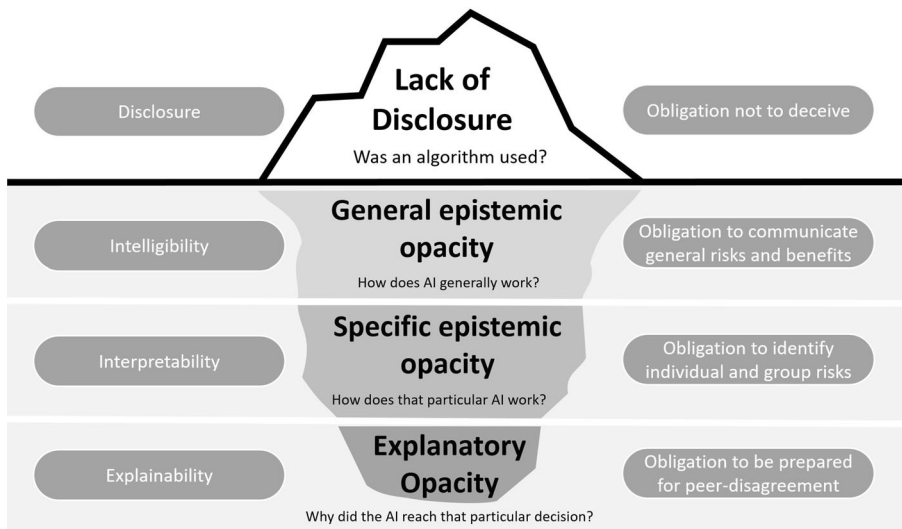 Disclosure
Lack of
Disclosure
Was an algorithm used?
Obligation not to deceive
Intelligibility
General epistemic
opacity
How does AI generally work?
Obligation to communicate
general risks and benefits
Interpretability
Specific epistemic
opacity
How does that particular AI work?
Obligation to identify
individual and group risks
Explainability
Explanatory
Opacity
Why did the AI reach that particular decision?
Obligation to be prepared
for peer-disagreement